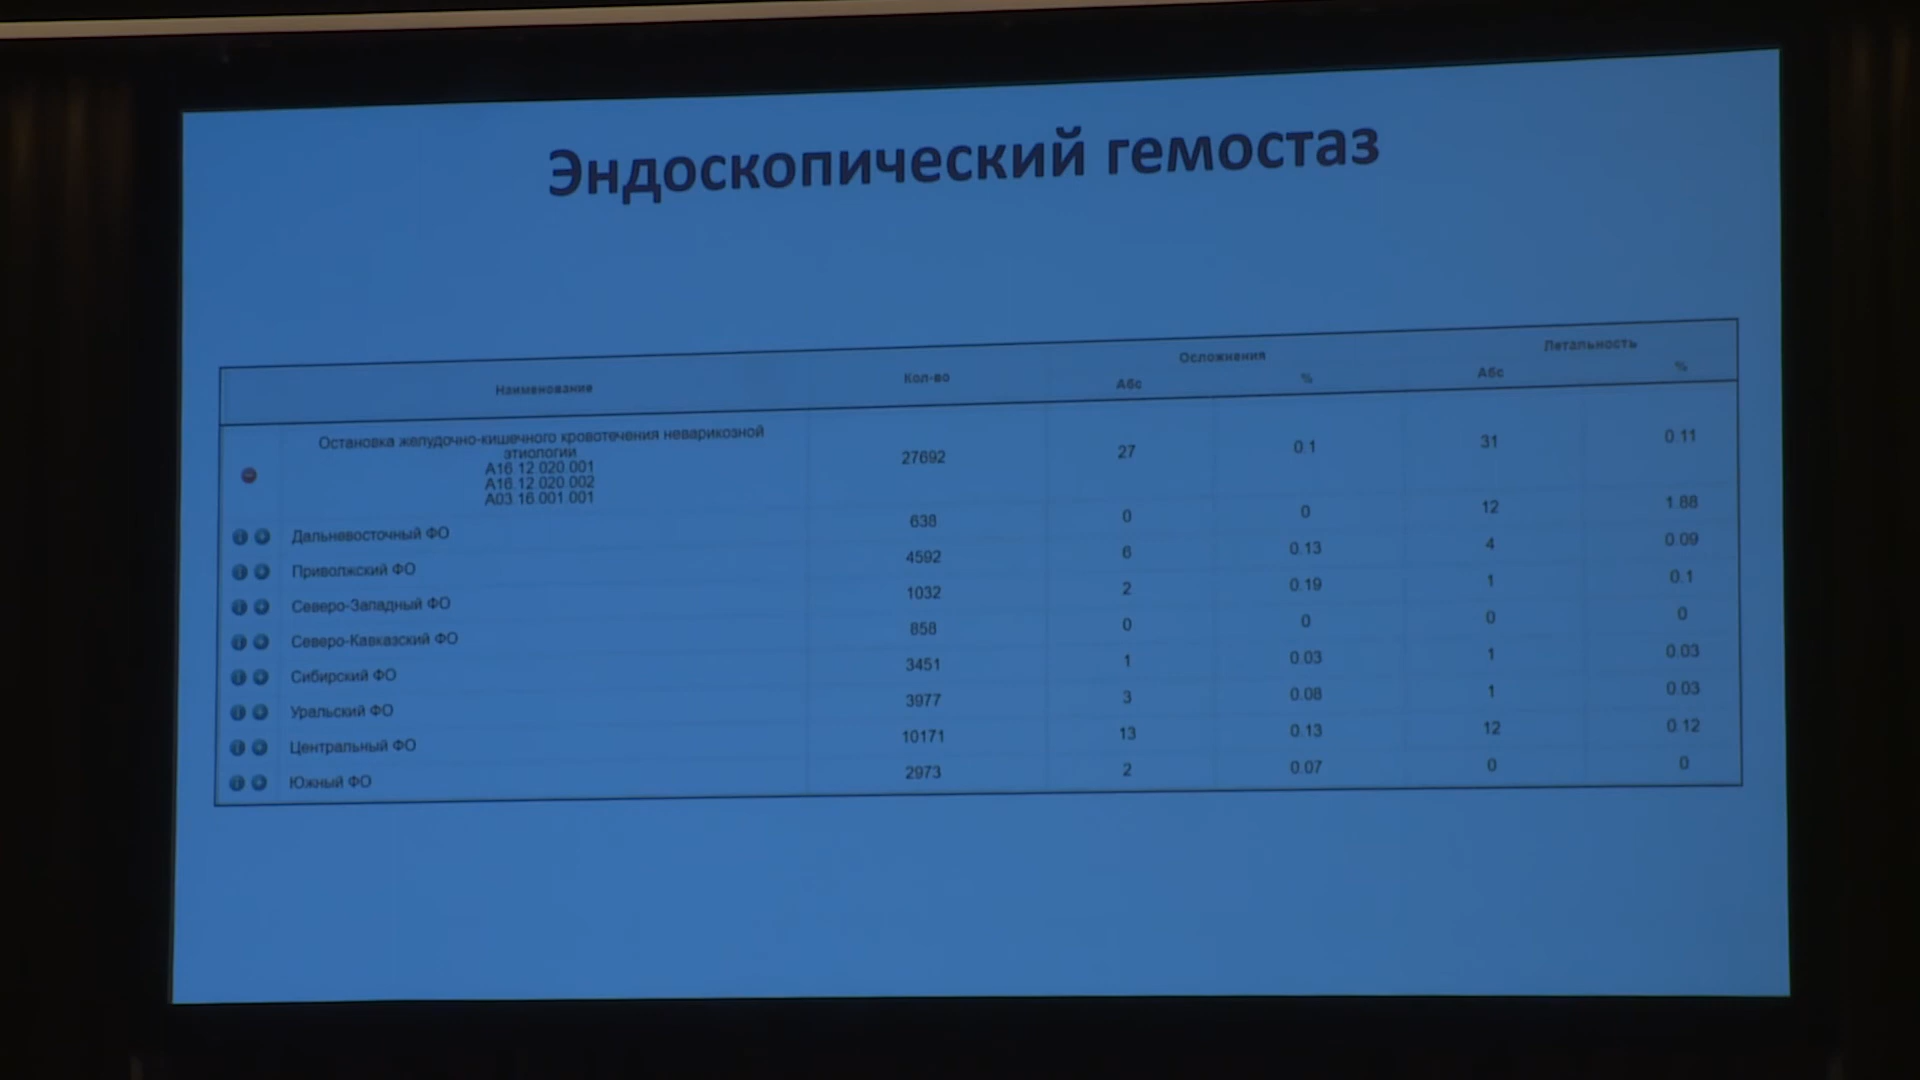 Эндоскопический гемостаз
Наименование Кол-во Осложнения Летальность
Абс % Абс %
Остановка желудочно-кишечного кровотечения неварикозной
этиологии
A16.12.020.001
A16.12.020.002
A03.16.001.001
27692 27 0.1 31 0.11
Дальневосточный ФО 638 0 0 12 1.88
Приволжский ФО 4592 6 0.13 4 0.09
Северо-Западный ФО 1032 2 0.19 1 0.1
Северо-Кавказский ФО 858 0 0 0 0
Сибирский ФО 3451 1 0.03 1 0.03
Уральский ФО 3977 3 0.08 1 0.03
Центральный ФО 10171 13 0.13 12 0.12
Южный ФО 2973 2 0.07 0 0